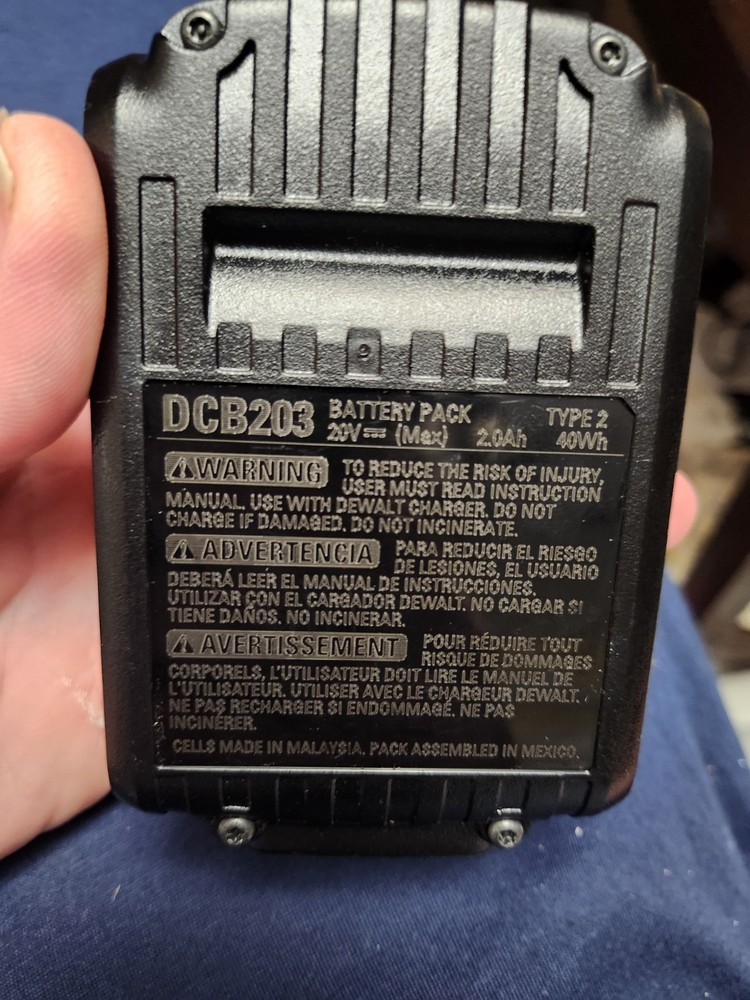 DCB203 BATTERY PACK TYPE 2
20V⎓ (Max) 2.0Ah 40Wh
⚠WARNING TO REDUCE THE RISK OF INJURY,
USER MUST READ INSTRUCTION
MANUAL. USE WITH DEWALT CHARGER. DO NOT
CHARGE IF DAMAGED. DO NOT INCINERATE.
⚠ ADVERTENCIA PARA REDUCIR EL RIESGO
DE LESIONES, EL USUARIO
DEBERÁ LEER EL MANUAL DE INSTRUCCIONES.
UTILIZAR CON EL CARGADOR DEWALT. NO CARGAR SI
TIENE DAÑOS. NO INCINERAR.
⚠ AVERTISSEMENT POUR RÉDUIRE TOUT
RISQUE DE DOMMAGES
CORPORELS, L'UTILISATEUR DOIT LIRE LE MANUEL DE
L'UTILISATEUR. UTILISER AVEC LE CHARGEUR DEWALT.
NE PAS RECHARGER SI ENDOMMAGÉ. NE PAS
INCINÉRER.
CELLS MADE IN MALAYSIA. PACK ASSEMBLED IN MEXICO.